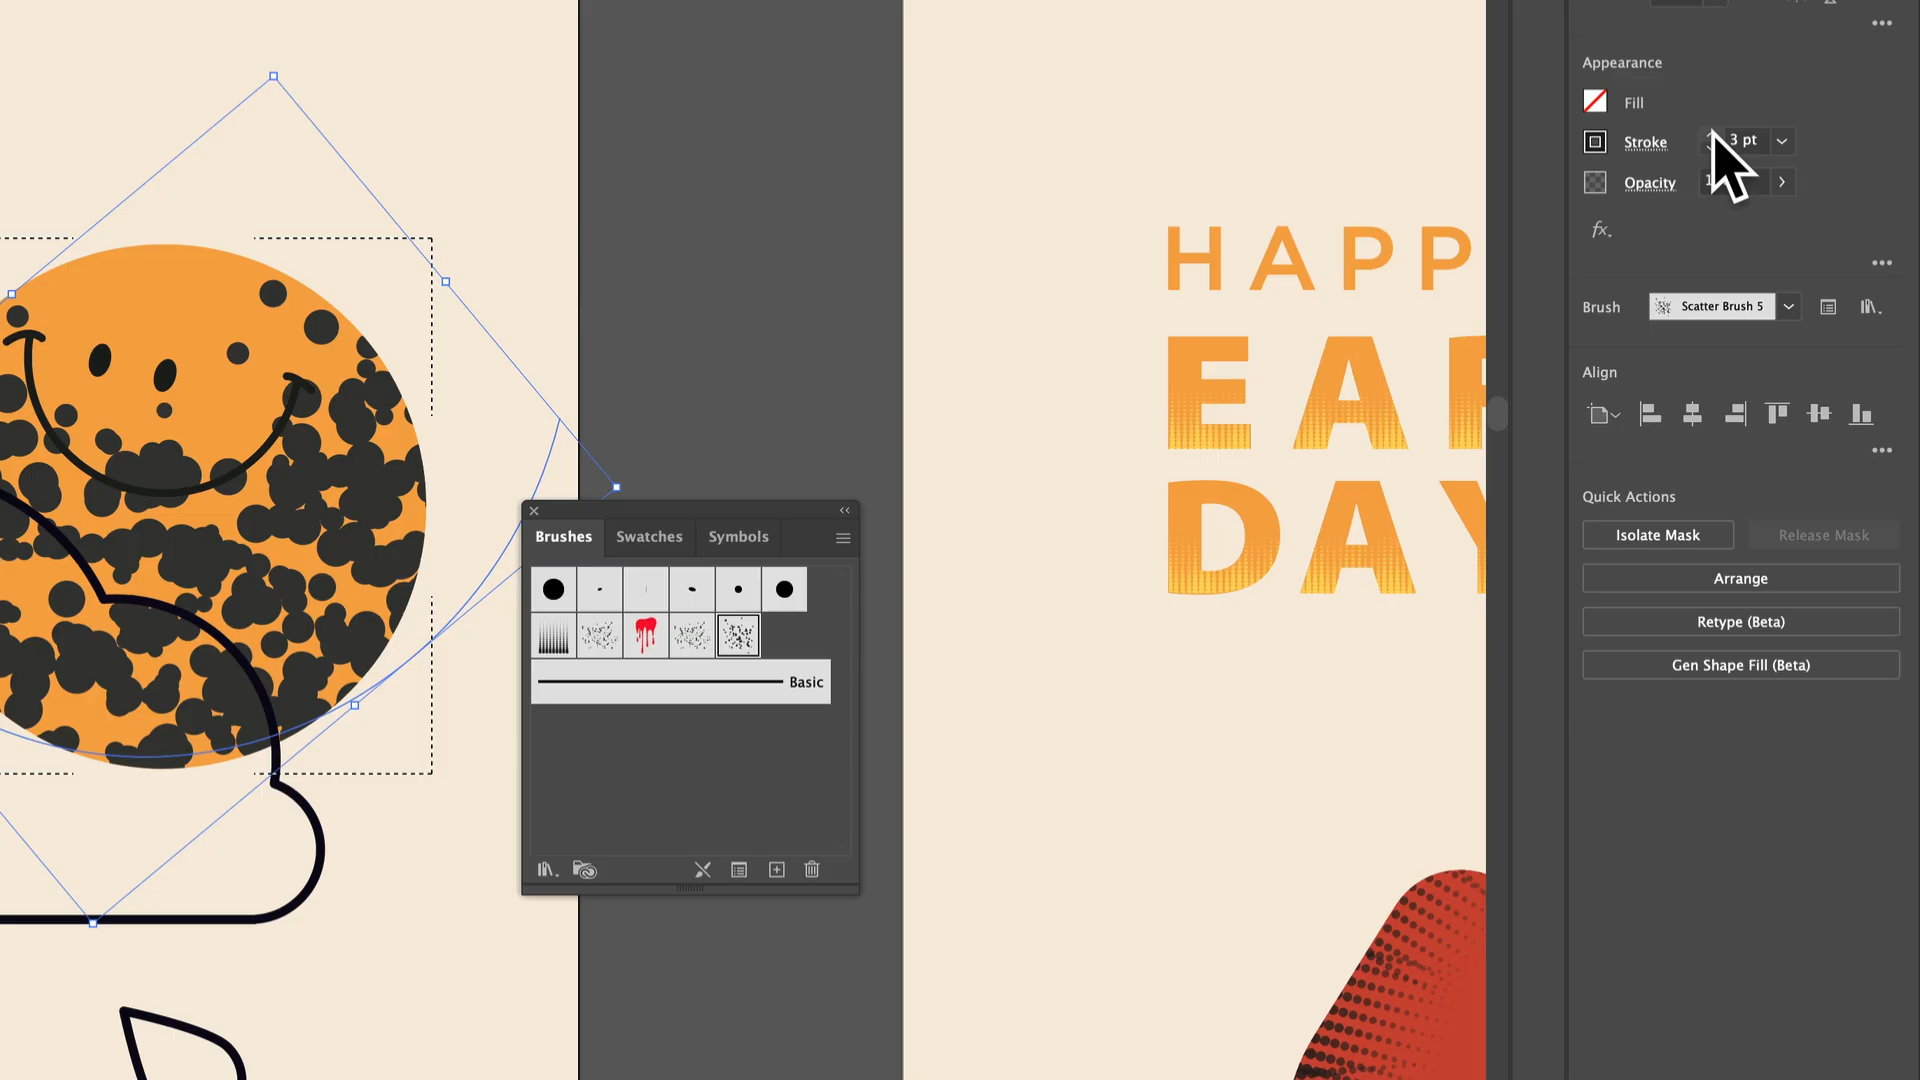 Appearance
Fill
Stroke 3 pt
Opacity
fx.
Brush Scatter Brush 5
Align
Quick Actions
Isolate Mask Release Mask
Arrange
Retype (Beta)
Gen Shape Fill (Beta)
HAPP
EAR
DAY
Brushes Swatches Symbols
Basic